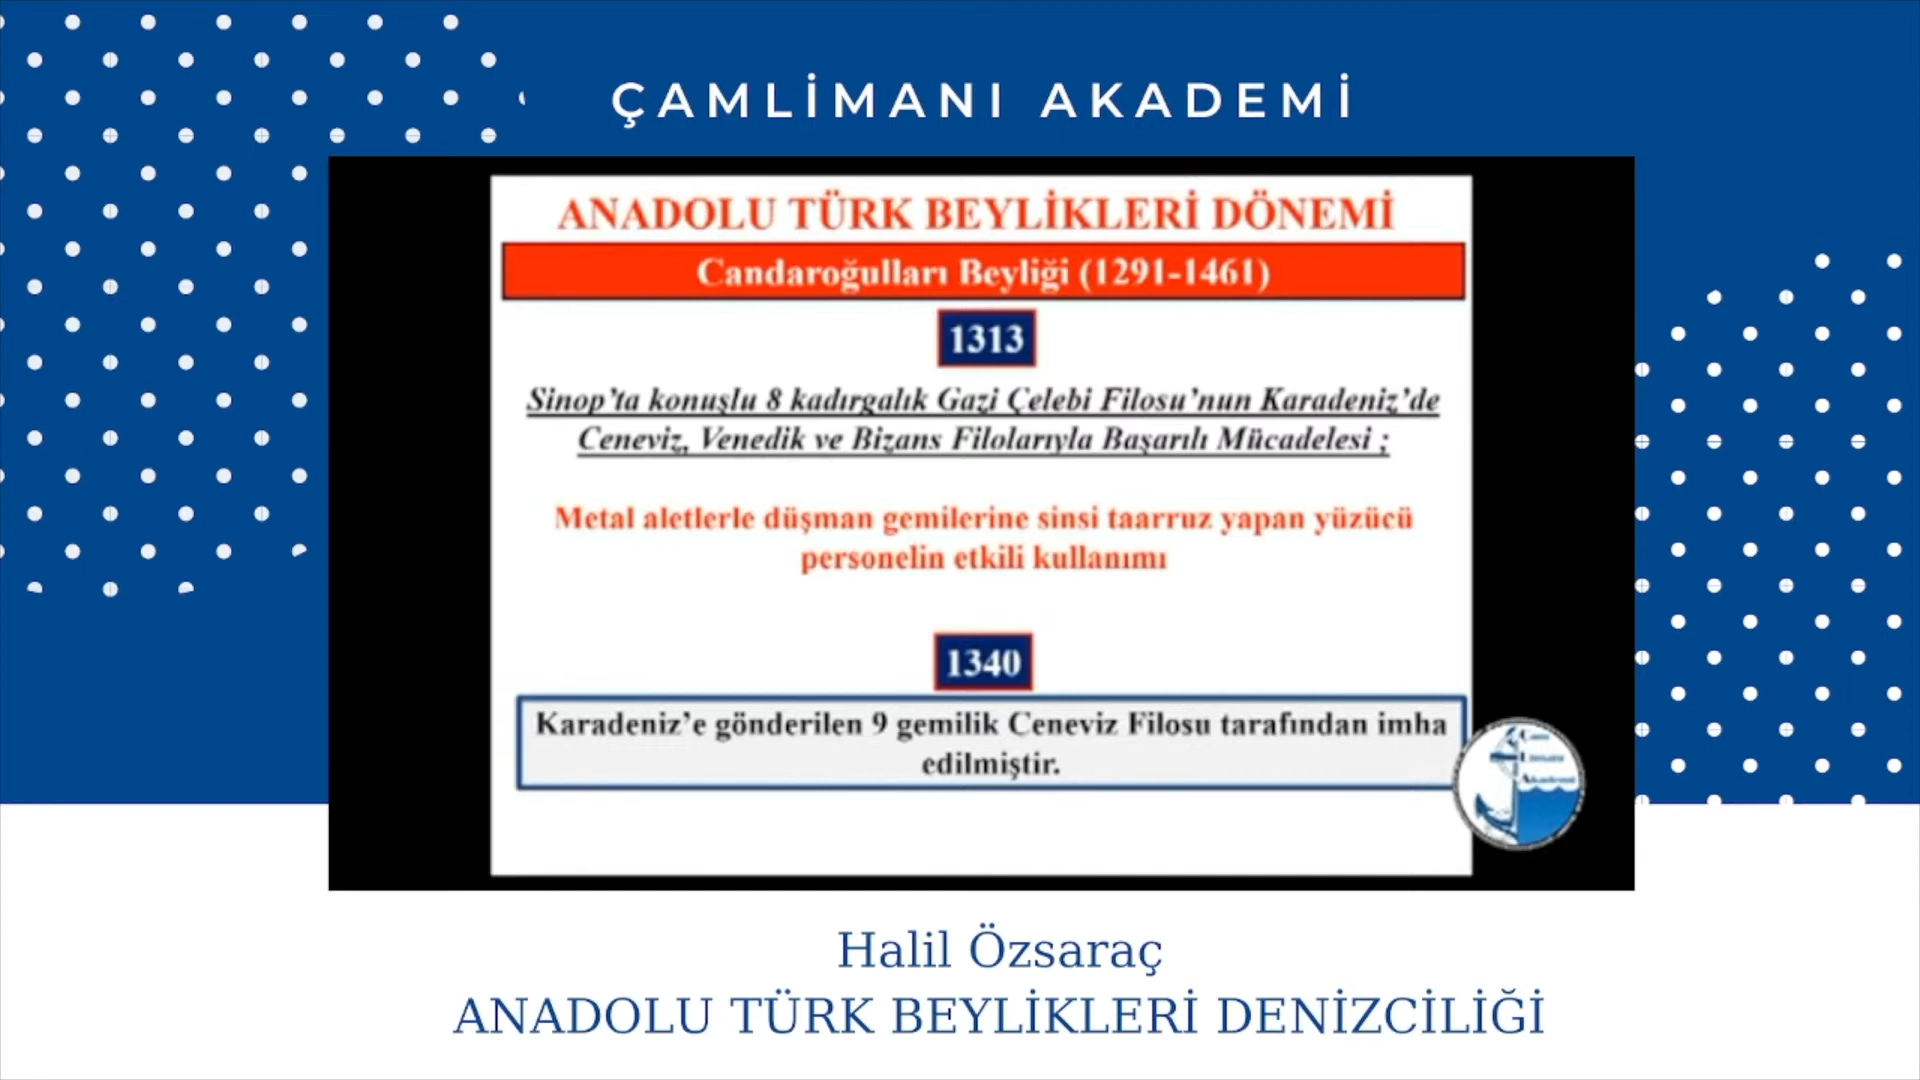 ÇAMLİMANI AKADEMİ
ANADOLU TÜRK BEYLİKLERİ DÖNEMİ
Candaroğulları Beyliği (1291-1461)
1313
Sinop’ta konuşlu 8 kadırgalık Gazi Çelebi Filosu’nun Karadeniz’de
Ceneviz, Venedik ve Bizans Filolarıyla Başarılı Mücadelesi ;
Metal aletlerle düşman gemilerine sinsi taarruz yapan yüzücü
personelin etkili kullanımı
1340
Karadeniz’e gönderilen 9 gemilik Ceneviz Filosu tarafından imha
edilmiştir.
Akademi
Halil Özsaraç
ANADOLU TÜRK BEYLİKLERİ DENİZCİLİĞİ